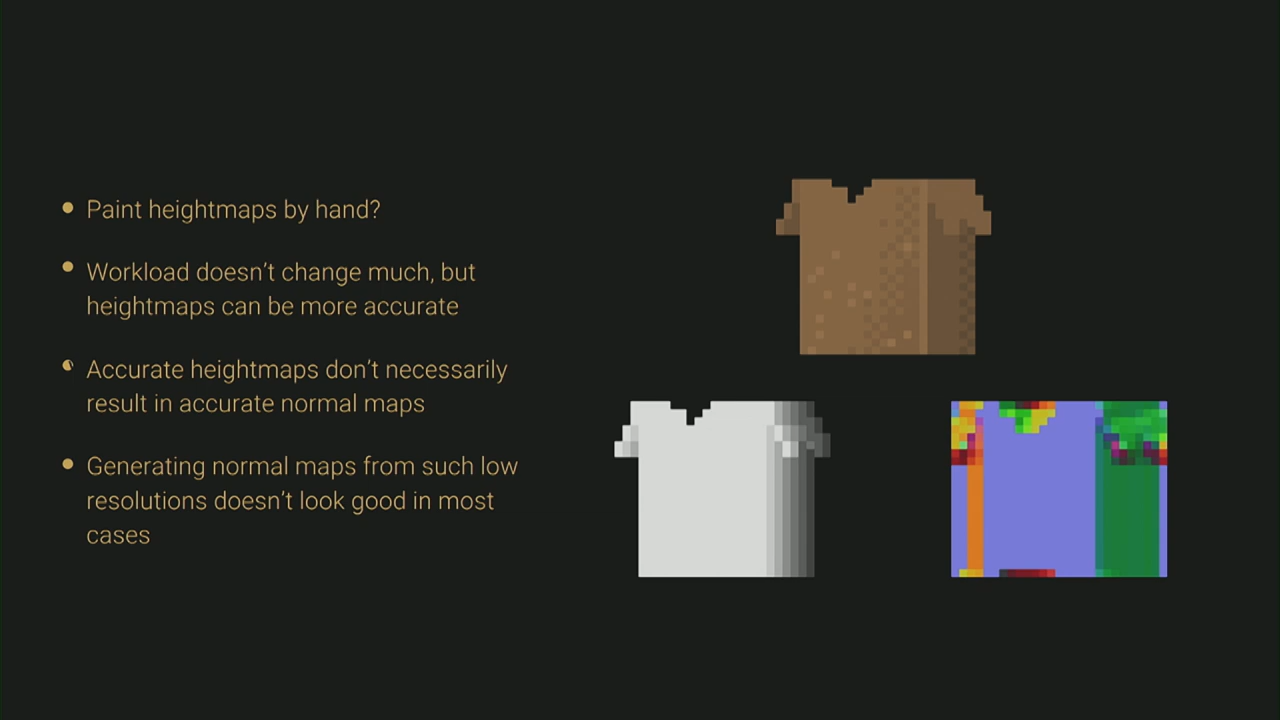 Paint heightmaps by hand?
Workload doesn't change much, but
heightmaps can be more accurate
Accurate heightmaps don't necessarily
result in accurate normal maps
Generating normal maps from such low
resolutions doesn't look good in most
cases